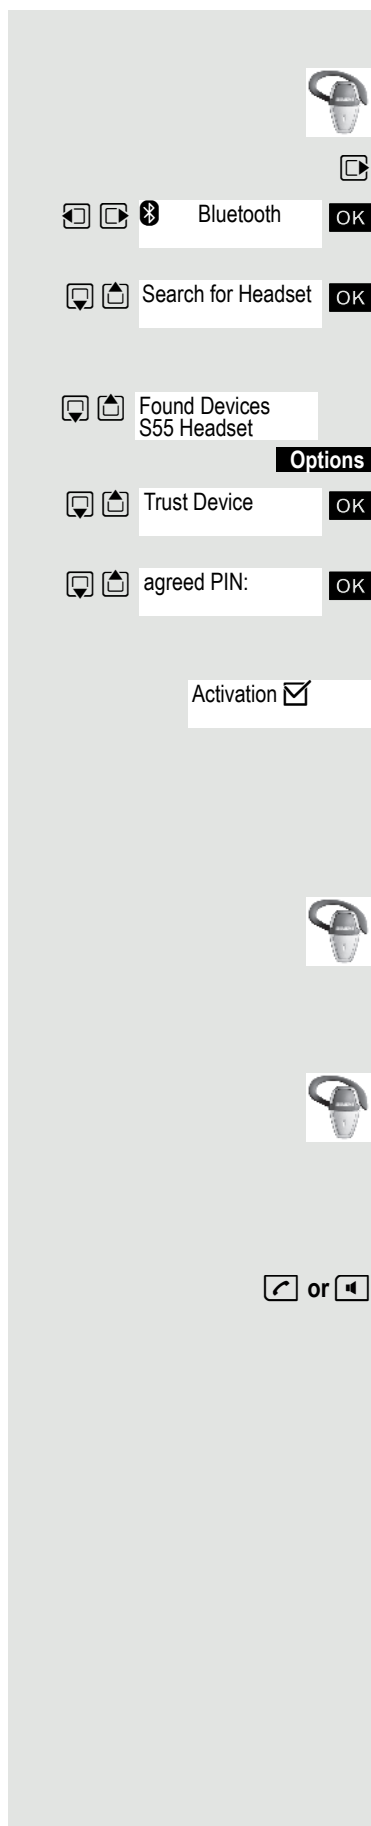 Bluetooth OK
Search for Headset OK
Found Devices
S55 Headset
Options
Trust Device OK
agreed PIN: OK
Activation
or